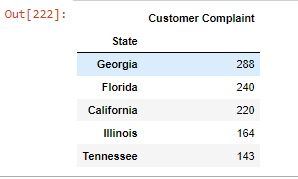 Out[222]:
Customer Complaint
State
Georgia 288
Florida 240
California 220
Illinois 164
Tennessee 143